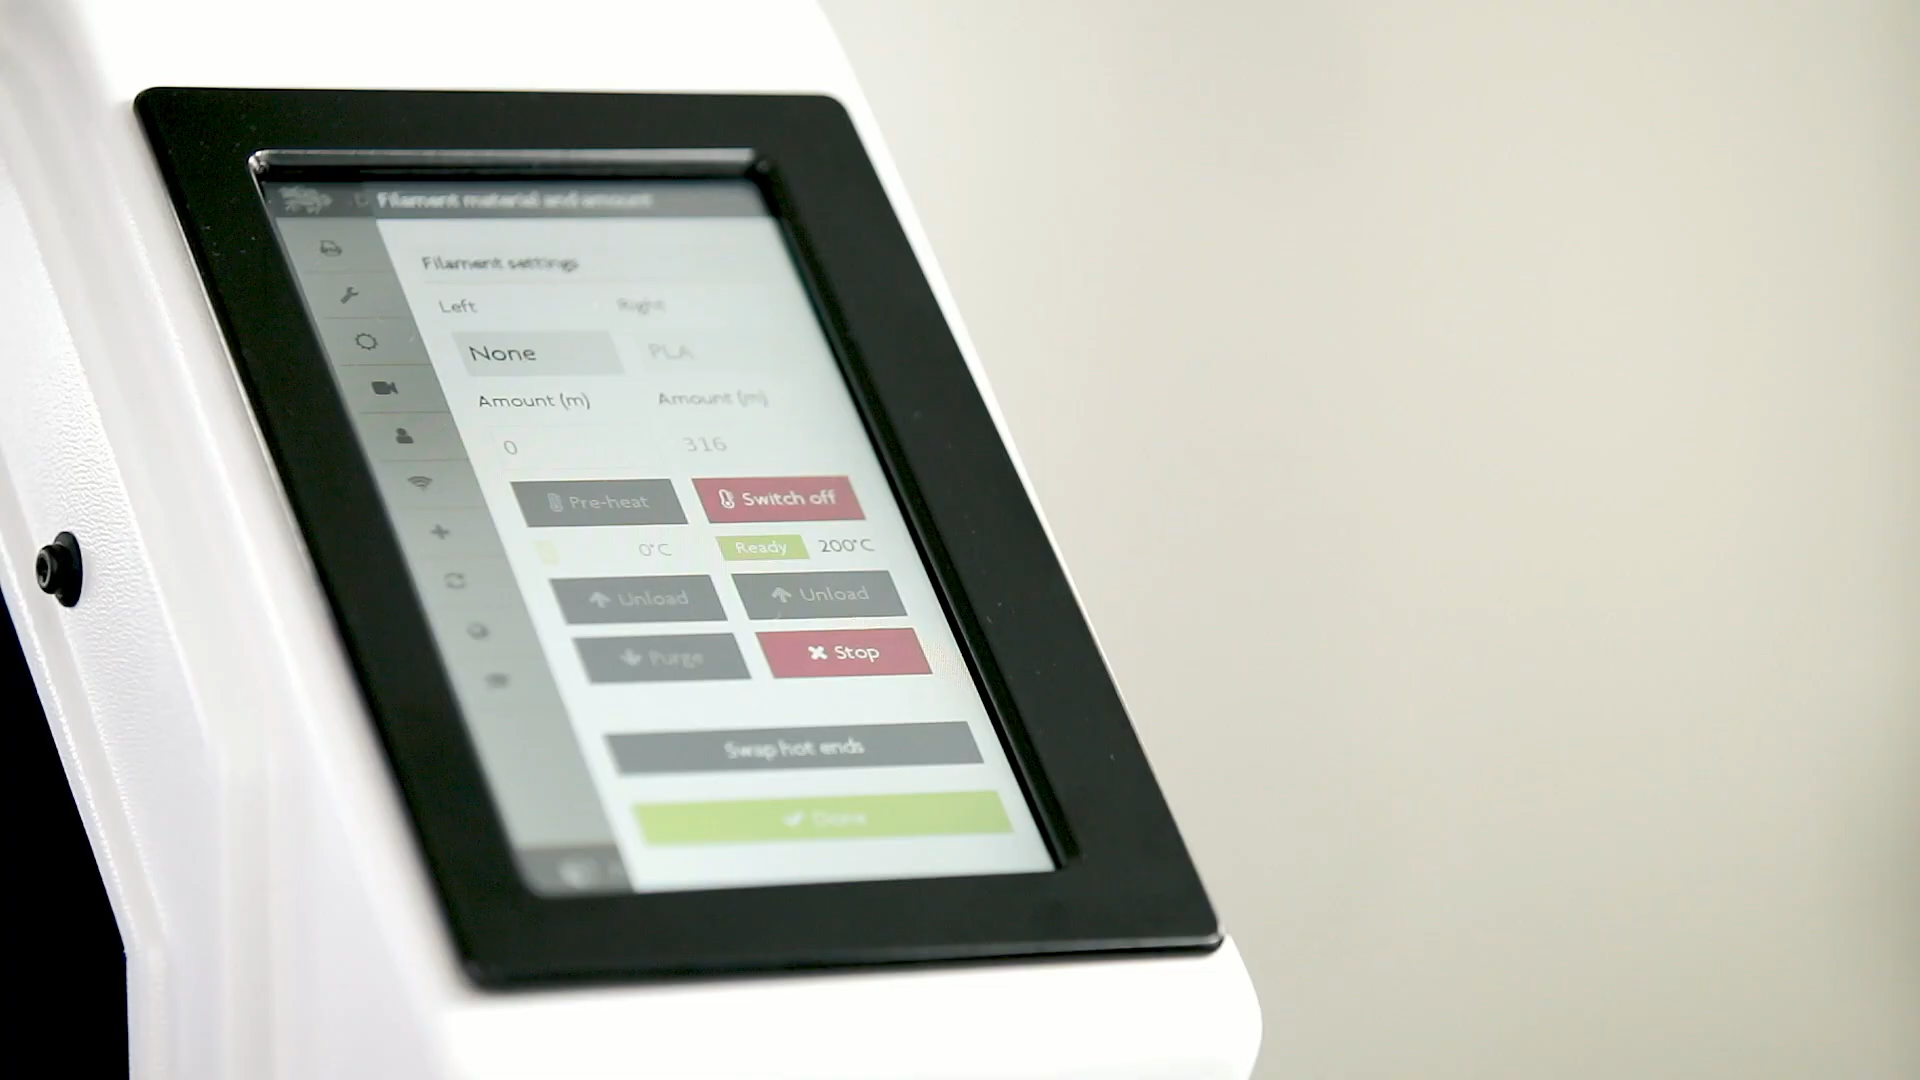 Filament material and amount
Filament settings
Left Right
None PLA
Amount (m) Amount (m)
0 316
Pre-heat Switch off
0°C Ready 200°C
Unload Unload
Purge Stop
Swap hot ends
Done